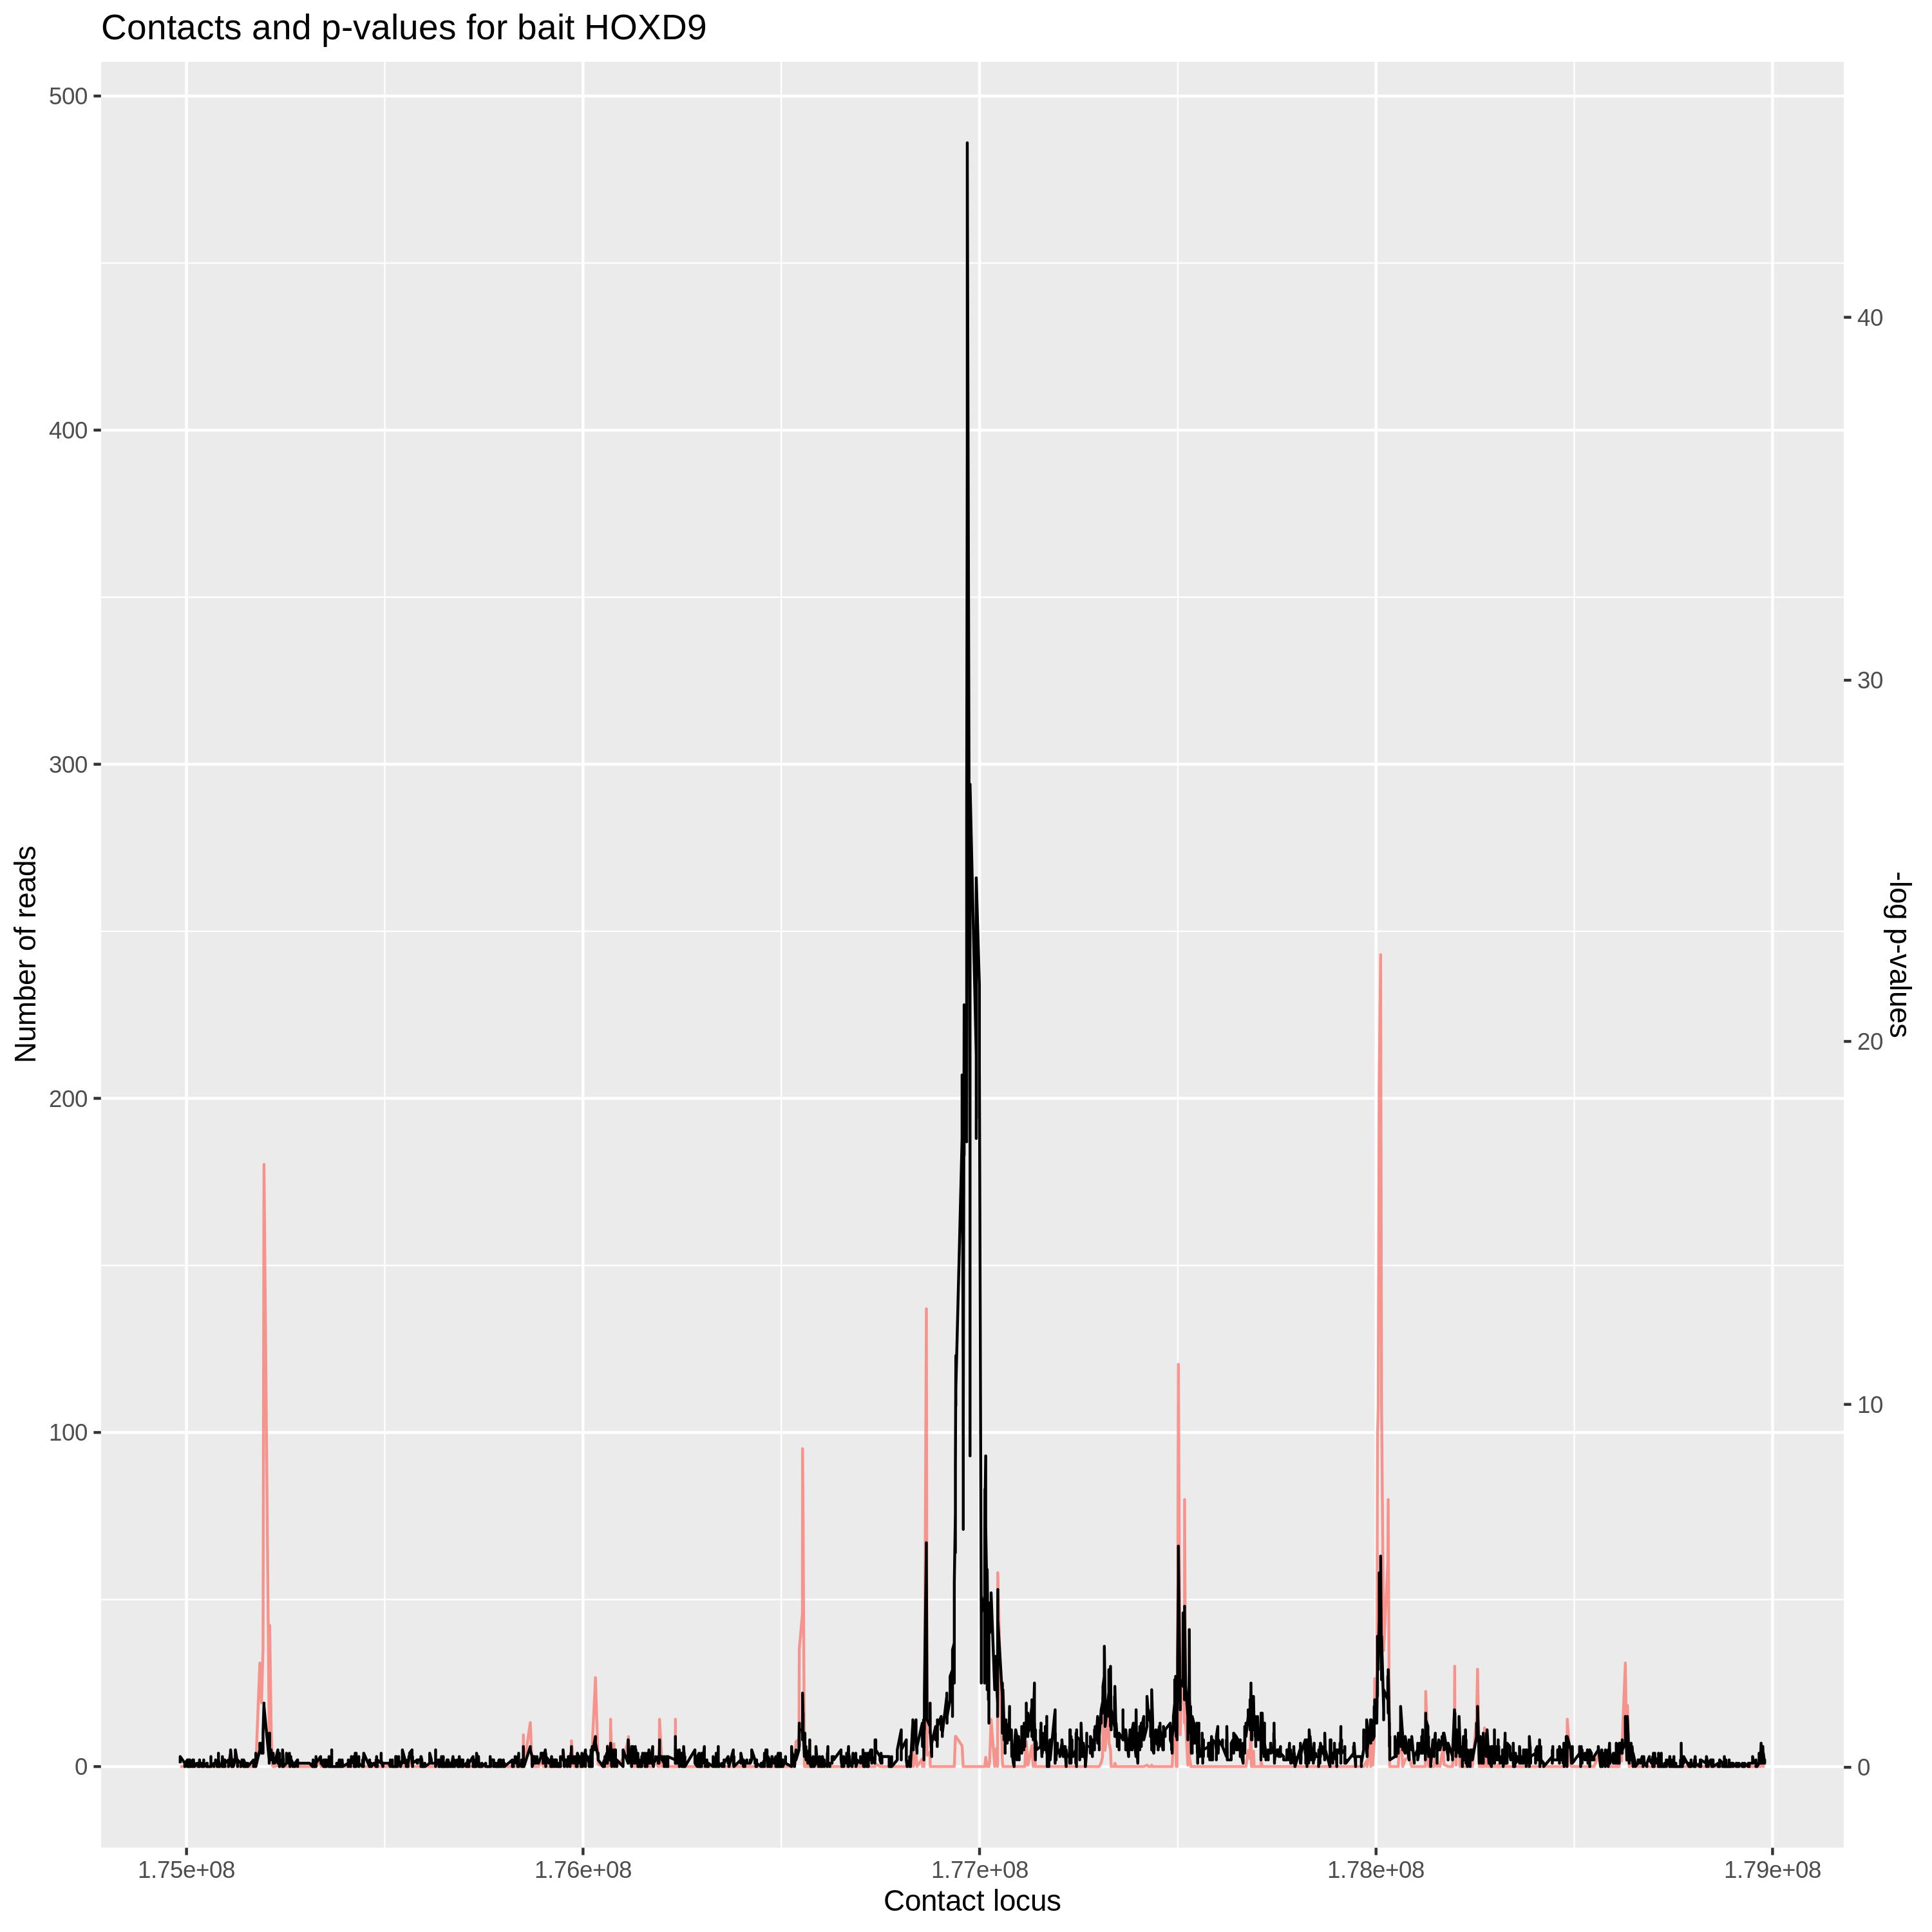 Contacts and p-values for bait HOXD9
500
400
300
200
100
0
Number of reads
40
30
20
10
0
-log p-values
1.75e+08 1.76e+08 1.77e+08 1.78e+08 1.79e+08
Contact locus